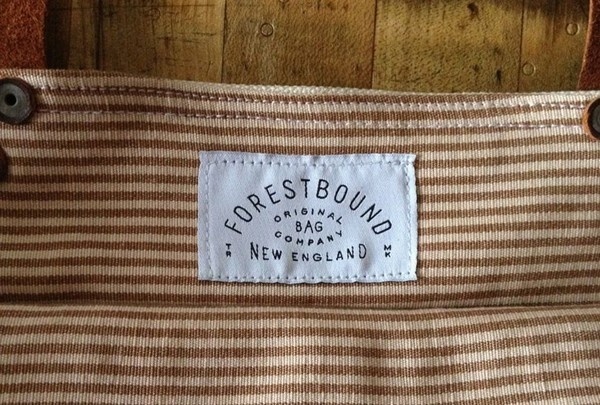 FORESTBOUND
ORIGINAL
BAG
COMPANY
TR MK
NEW ENGLAND